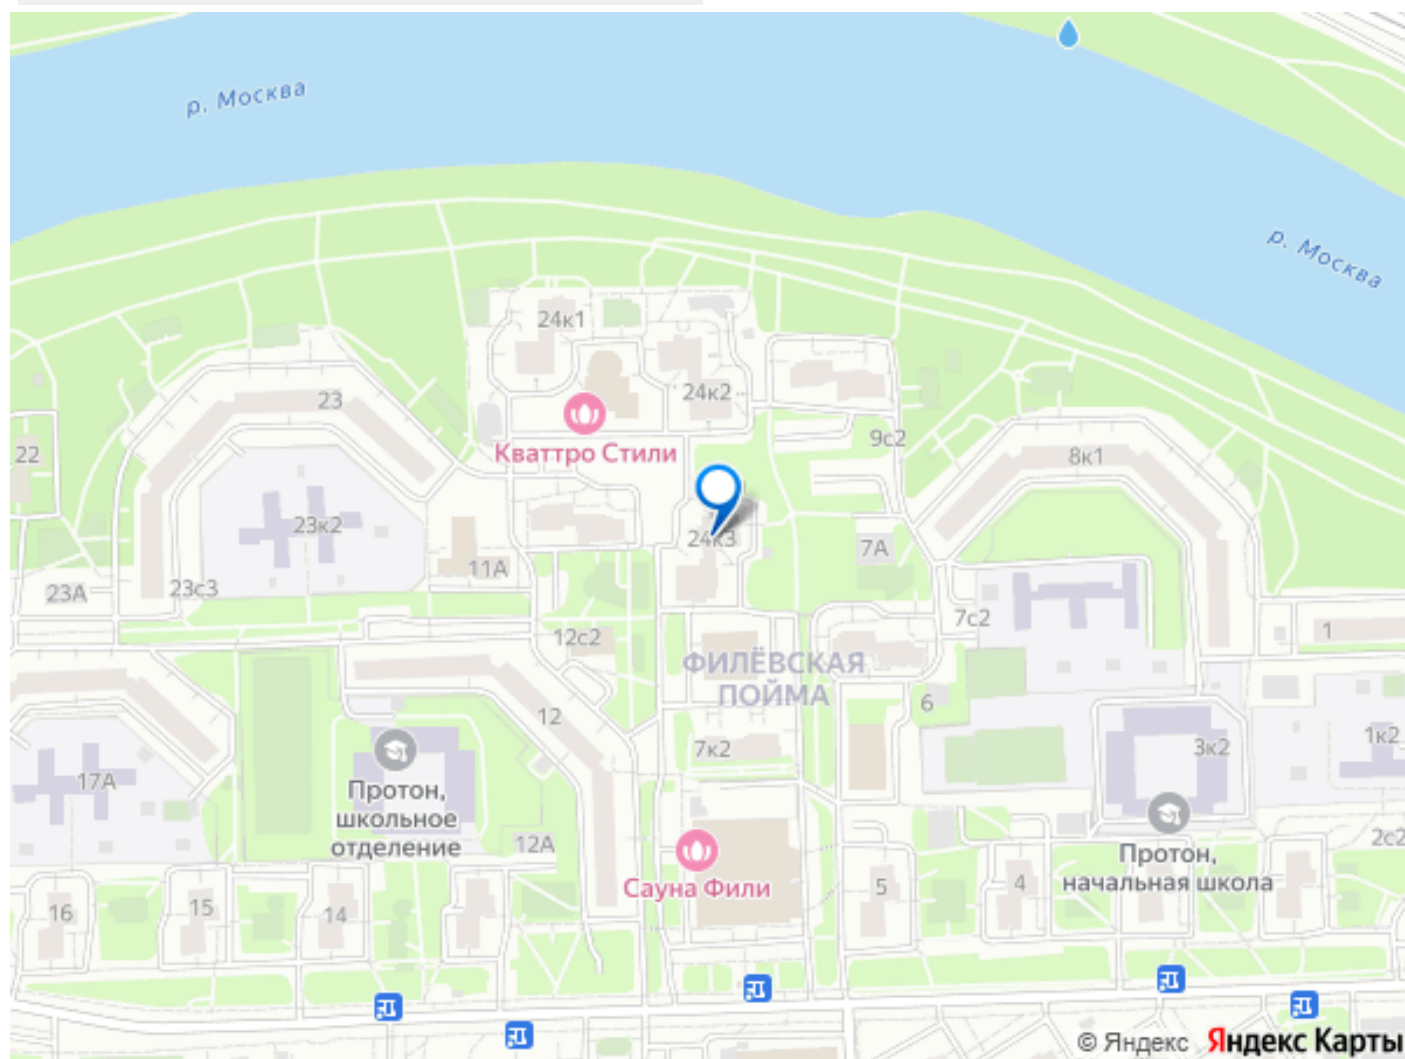 р. Москва
р. Москва
24к1
24к2
23
Кваттро Стили
9с2
8к1
22
23к2
24к3
7А
11А
23А
23с3
7с2
12с2
1
ФИЛЁВСКАЯ
ПОЙМА
6
12
7к2
3к2
1к2
17А
Протон,
школьное
отделение
12А
2с2
Протон,
начальная школа
Сауна Фили
5
4
16
15
14
© Яндекс Яндекс Карты